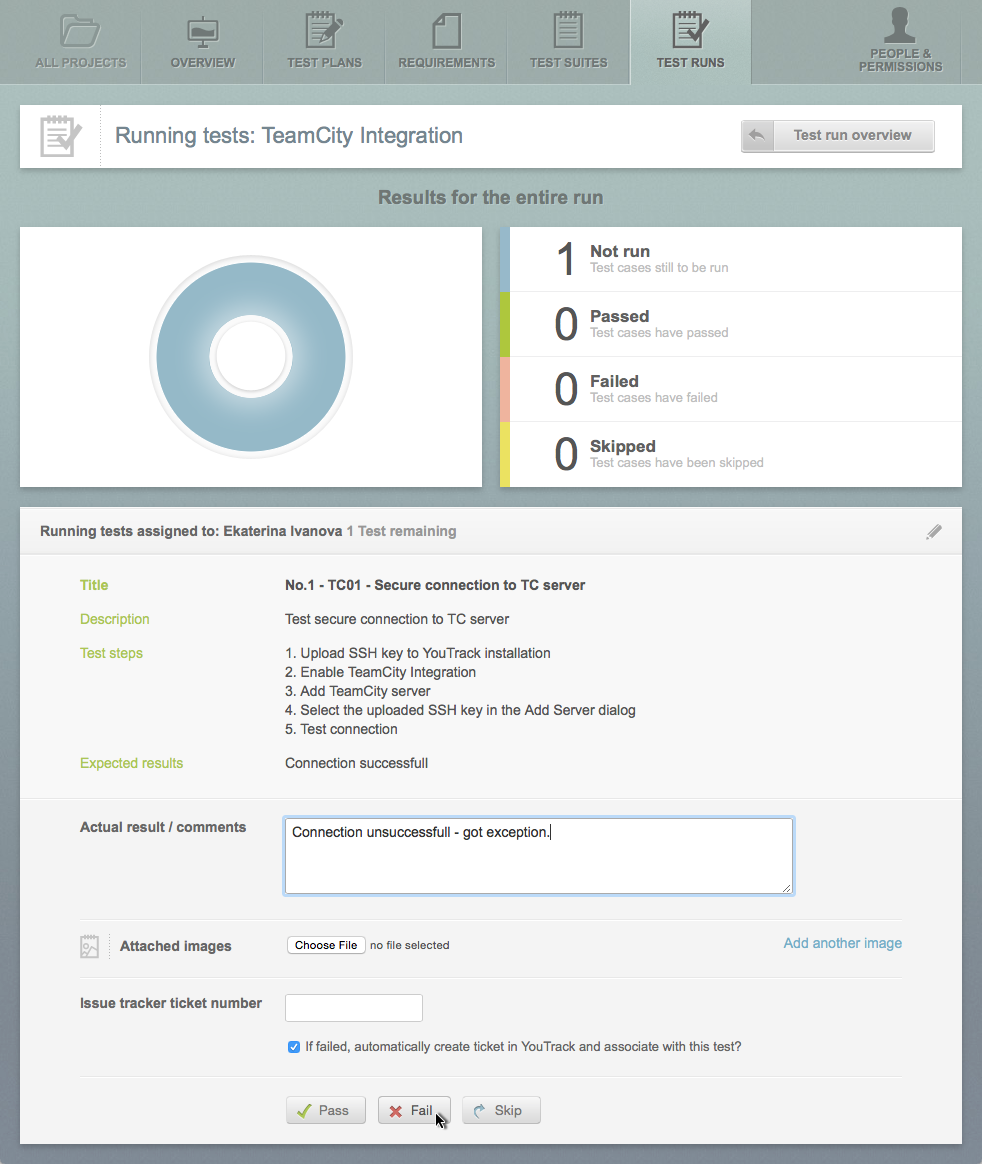 ALL PROJECTS
OVERVIEW
TEST PLANS
REQUIREMENTS
TEST SUITES
TEST RUNS
PEOPLE &
PERMISSIONS
Running tests: TeamCity Integration
Test run overview
Results for the entire run
1 Not run
Test cases still to be run
0 Passed
Test cases have passed
0 Failed
Test cases have failed
0 Skipped
Test cases have been skipped
Running tests assigned to: Ekaterina Ivanova 1 Test remaining
Title No.1 - TC01 - Secure connection to TC server
Description Test secure connection to TC server
Test steps 1. Upload SSH key to YouTrack installation
2. Enable TeamCity Integration
3. Add TeamCity server
4. Select the uploaded SSH key in the Add Server dialog
5. Test connection
Expected results Connection successfull
Actual result / comments Connection unsuccessfull - got exception.
Attached images Choose File no file selected Add another image
Issue tracker ticket number
If failed, automatically create ticket in YouTrack and associate with this test?
Pass Fail Skip